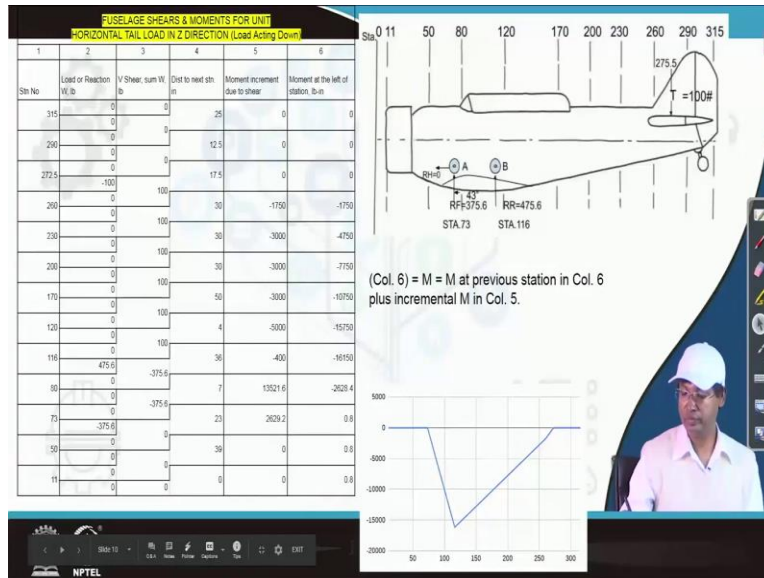 FUSELAGE SHEARS & MOMENTS FOR UNIT
HORIZONTAL TAIL LOAD IN Z DIRECTION (Load Acting Down)
1 2 3 4 5 6
Stn No Load or Reaction W, lb V Shear, sum W, lb Dist to next stn in Moment increment due to shear Moment at the left of station, lb-in
0 0
315 25 0 0
0 0
0
290 12.5 0 0
0 0
0
272.5 17.5 0 0
-100 100
0
260 30 -1750 -1750
0 100
0
230 30 -3000 -4750
0 100
0
200 30 -3000 -7750
0 100
0
170 50 -3000 -10750
0 100
0
120 4 -5000 -15750
0 100
0
116 36 -400 -16150
475.6 -375.6
0
80 7 13521.6 -2628.4
0 -375.6
0
73 23 2629.2 0.8
-375.6 0
0
50 39 0 0.8
0 0
0
11 0 0 0.8
0 0
Sta. 0 11 50 80 120 170 200 230 260 290 315
275.5
T =100#
A B
RH=0
43"
RF=375.6 RR=475.6
STA.73 STA.116
(Col. 6) = M = M at previous station in Col. 6
plus incremental M in Col. 5.
5000
0
-5000
-10000
-15000
-20000
50 100 150 200 250 300
Slide 10
Q&A Notes Pointer Captions Tips EXIT
NPTEL